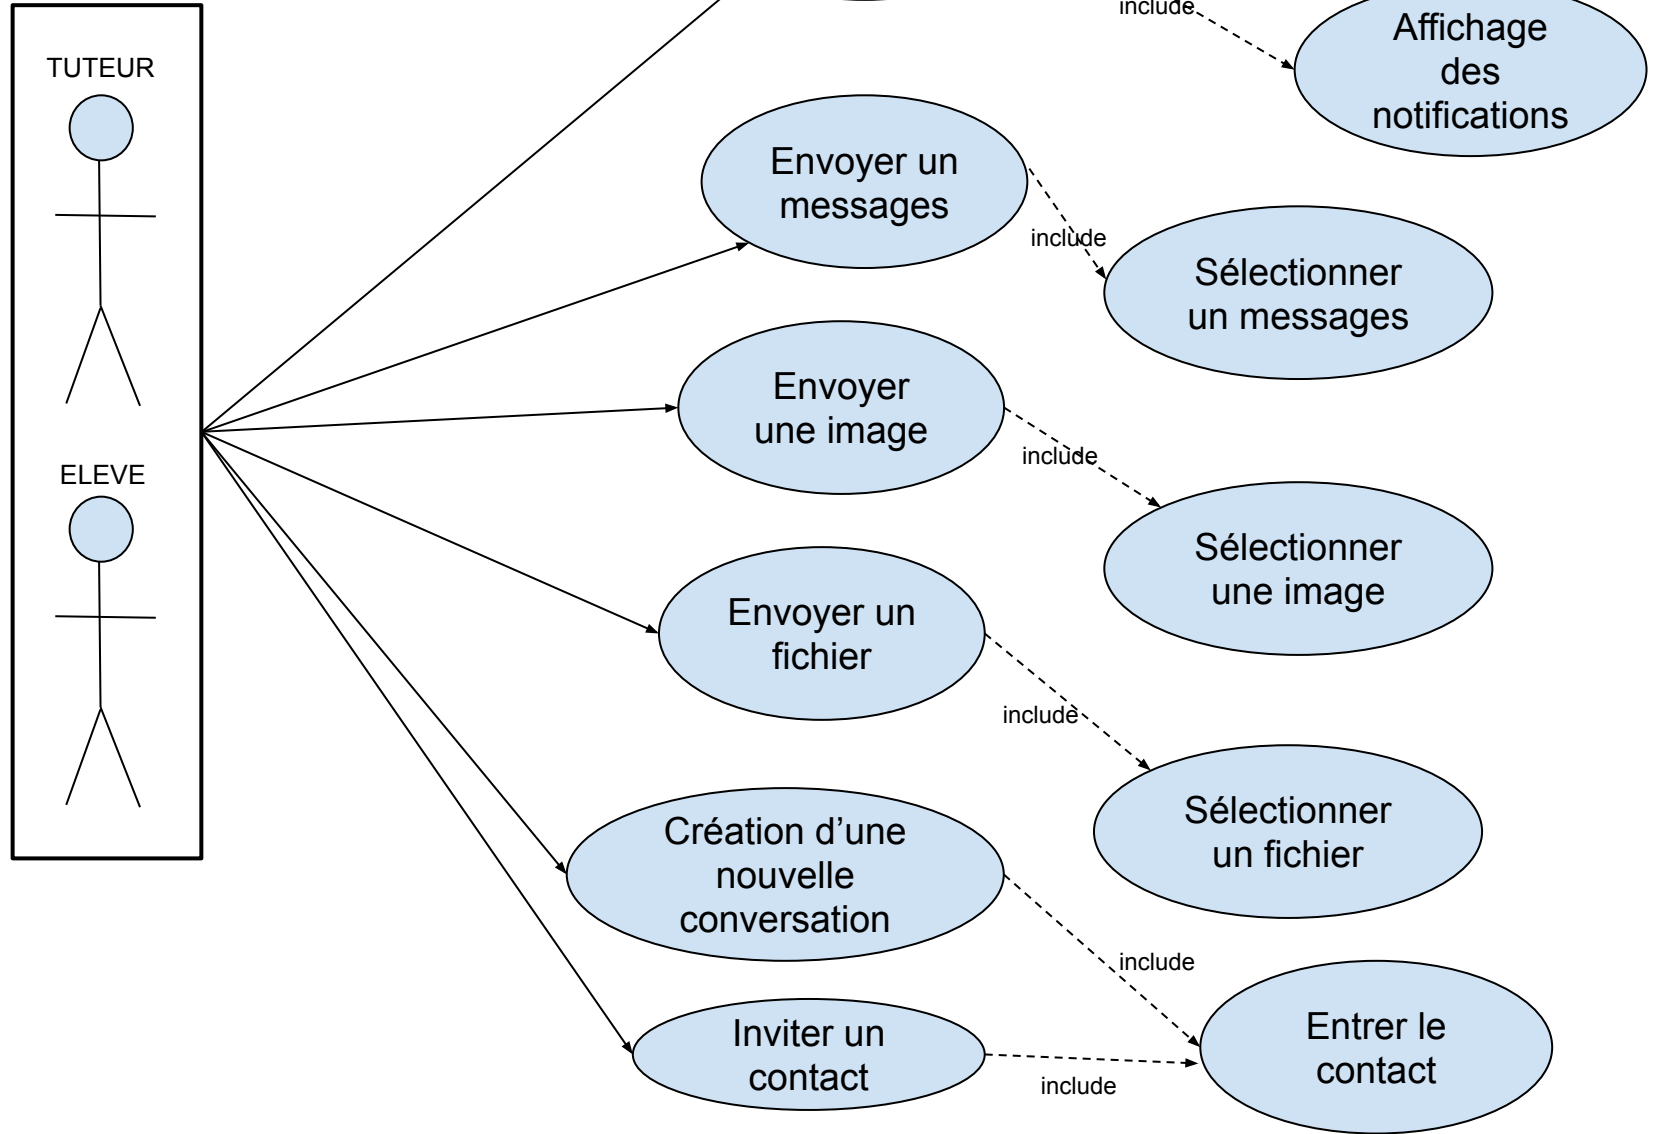 include
Affichage
des
notifications
TUTEUR
Envoyer un
messages
include
Sélectionner
un messages
Envoyer
une image
include
ELEVE
Sélectionner
une image
Envoyer un
fichier
include
Sélectionner
un fichier
Création d’une
nouvelle
conversation
include
Inviter un
contact
include
Entrer le
contact